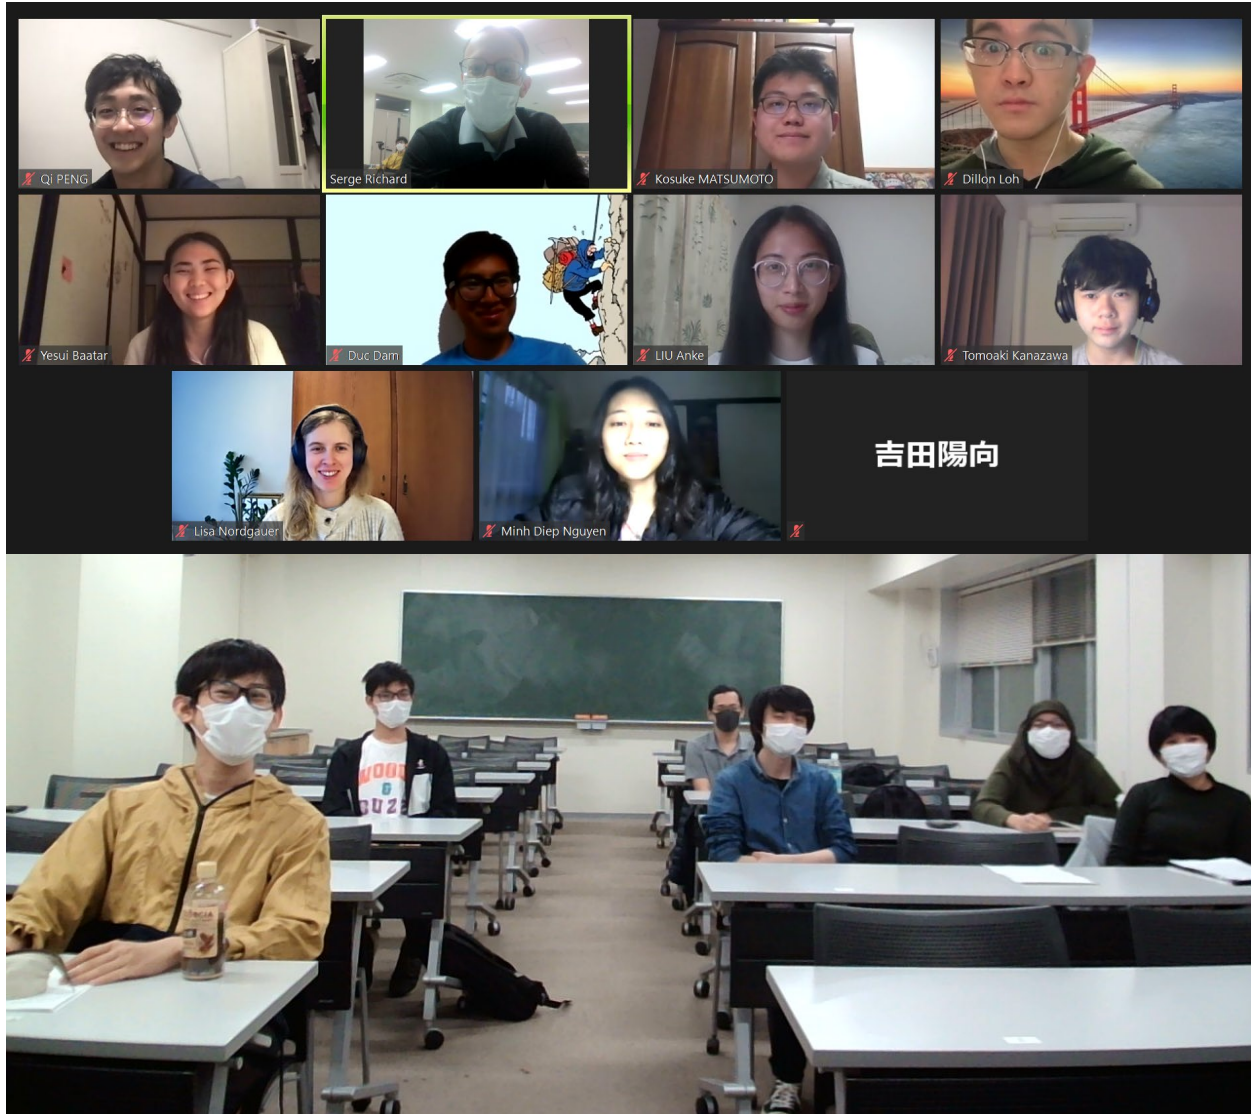 Qi PENG
Serge Richard
Kosuke MATSUMOTO
Dillon Loh
Yesui Baatar
Duc Dam
LIU Anke
Tomoaki Kanazawa
Lisa Nordgauer
Minh Diep Nguyen
吉田陽向
WOOD
&